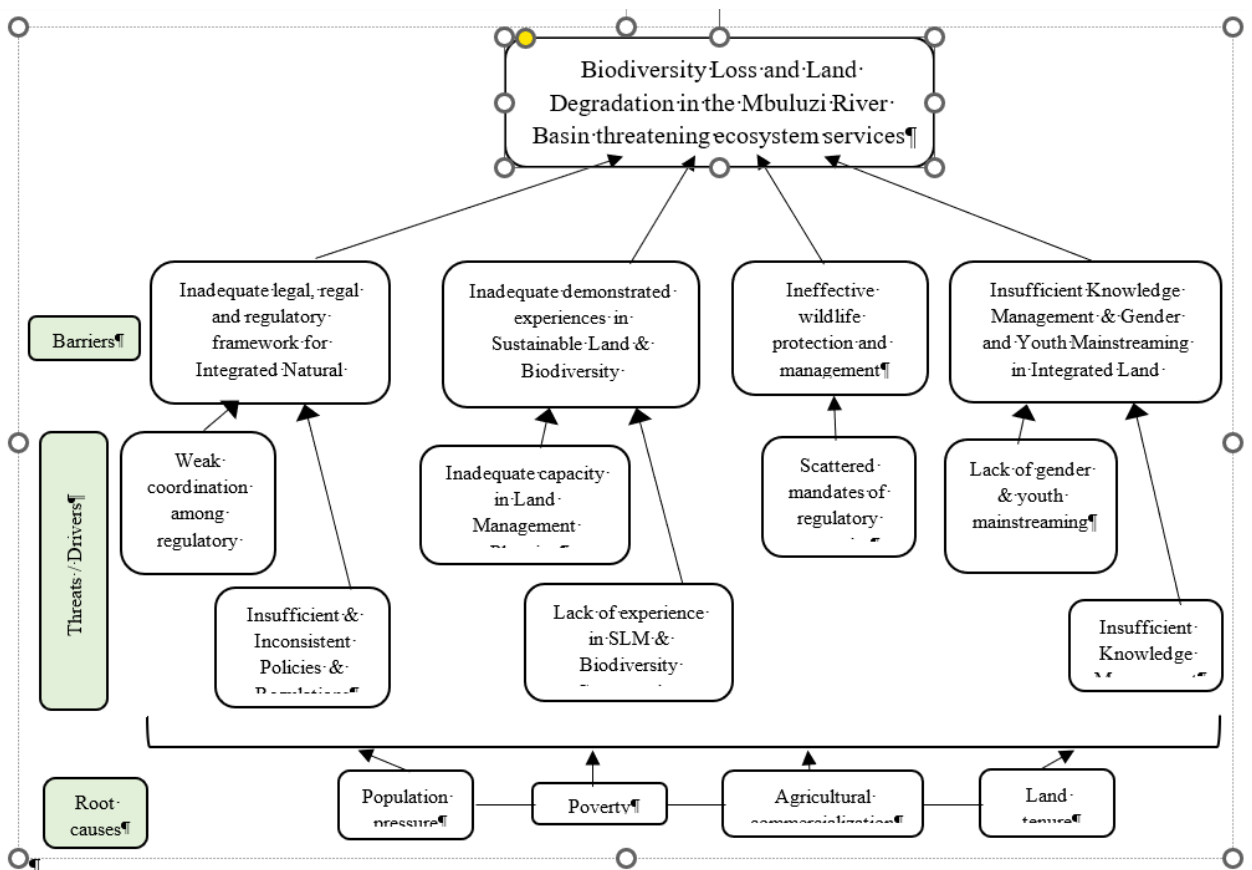 Biodiversity Loss and Land
Degradation in the Mbuluzi River
Basin threatening ecosystem services¶
Barriers¶
Inadequate legal, regal
and regulatory
framework for
Integrated Natural
Inadequate demonstrated
experiences in
Sustainable Land &
Biodiversity
Ineffective
wildlife
protection and
management¶
Insufficient Knowledge
Management & Gender
and Youth Mainstreaming
in Integrated Land
Threats / Drivers¶
Weak
coordination
among
regulatory
Insufficient &
Inconsistent
Policies &
Regulations¶
Inadequate capacity
in Land
Management
Lack of experience
in SLM &
Biodiversity
Scattered
mandates of
regulatory
Lack of gender
& youth
mainstreaming¶
Insufficient
Knowledge
Root
causes¶
Population
pressure¶
Poverty¶
Agricultural
commercialization¶
Land
tenure¶
¶